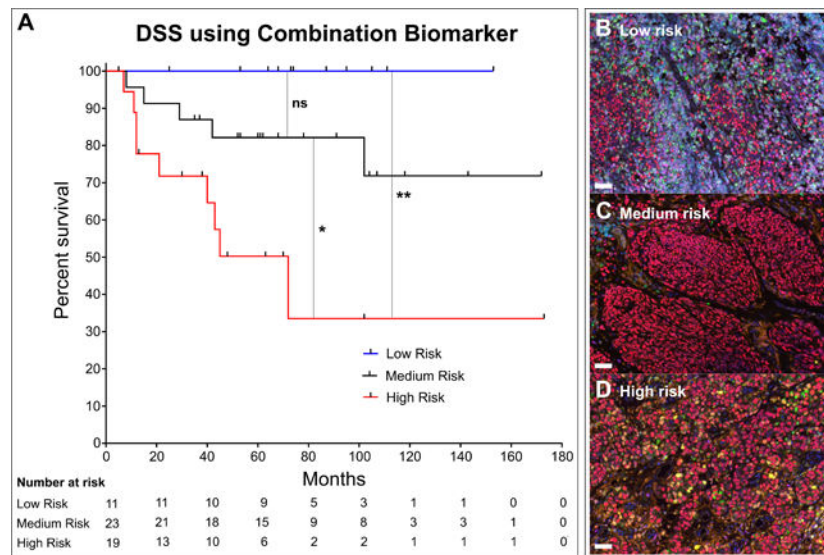 A
DSS using Combination Biomarker
100
90
80
70
60
50
40
30
20
10
0
Percent survival
ns
**
*
Low Risk
Medium Risk
High Risk
0 20 40 60 80 100 120 140 160 180
Months
Number at risk
Low Risk 11 11 10 9 5 3 1 1 0 0
Medium Risk 23 21 18 15 9 8 3 3 1 0
High Risk 19 13 10 6 2 2 1 1 1 0
B Low risk
C Medium risk
D High risk